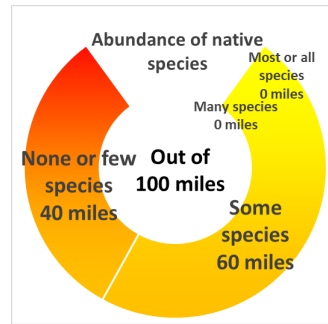 Abundance of native
species
Most or all
species
0 miles
Many species
0 miles
None or few
species
40 miles
Out of
100 miles
Some
species
60 miles